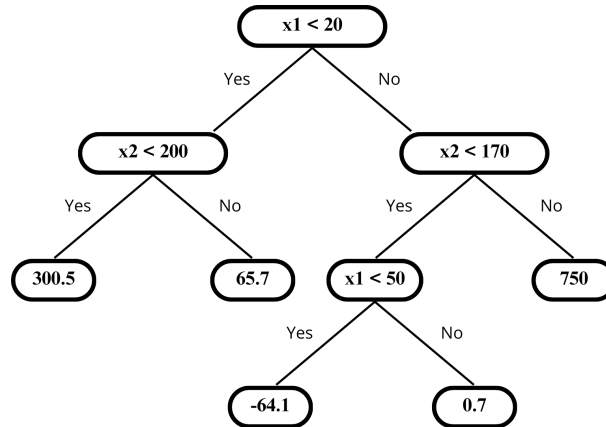 x1 < 20
Yes
No
x2 < 200
x2 < 170
Yes
No
Yes
No
300.5
65.7
x1 < 50
750
Yes
No
-64.1
0.7